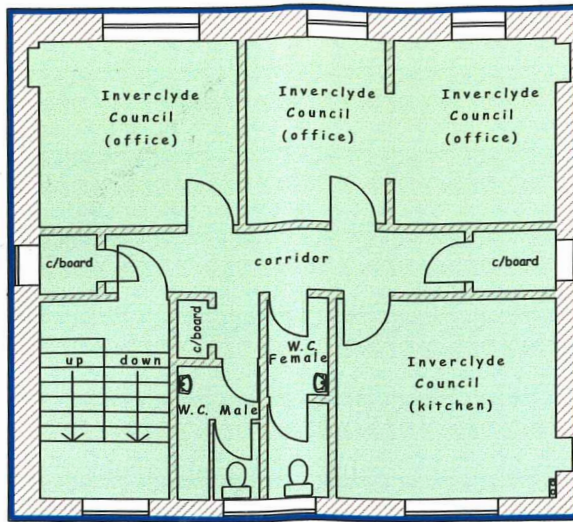 Inverclyde
Council
(office)
Inverclyde
Council
(office)
Inverclyde
Council
(office)
c/board
corridor
c/board
c/board
up
down
W.C.
Female
W.C. Male
Inverclyde
Council
(kitchen)